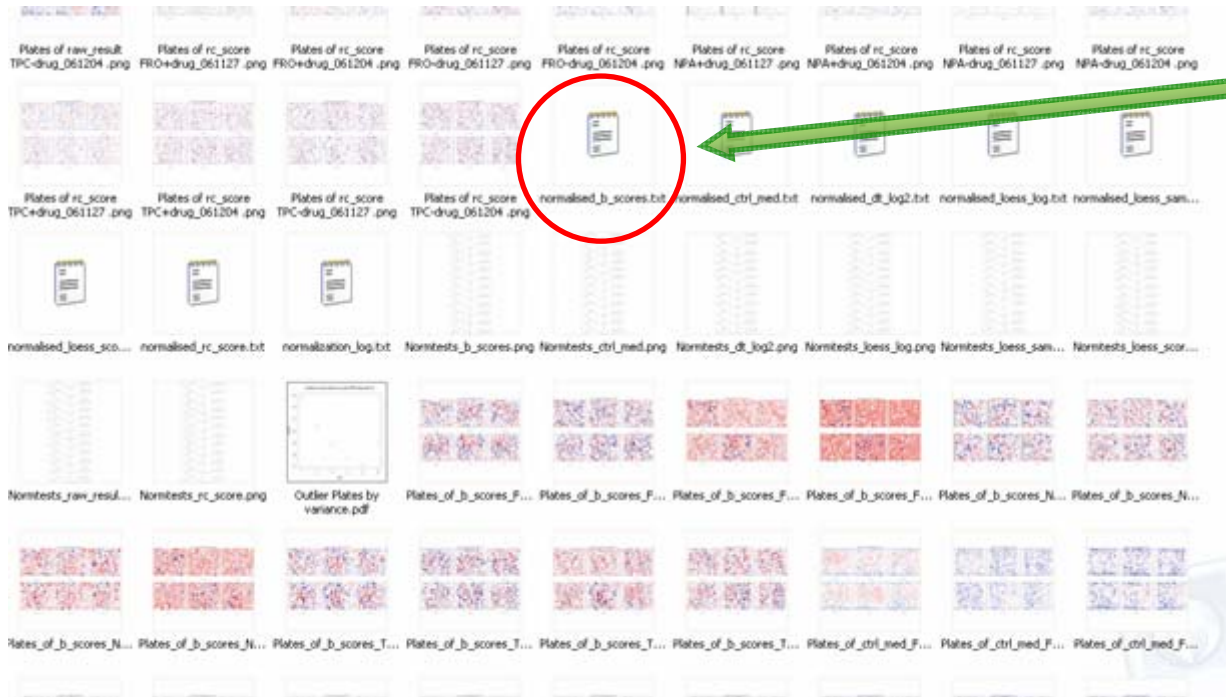 Plates of raw_result
TPC-drug_061204 .png
Plates of rc_score
FRO+drug_061127 .png
Plates of rc_score
FRO+drug_061204 .png
Plates of rc_score
FRO-drug_061127 .png
Plates of rc_score
FRO-drug_061204 .png
Plates of rc_score
NPA+drug_061127 .png
Plates of rc_score
NPA+drug_061204 .png
Plates of rc_score
NPA-drug_061127 .png
Plates of rc_score
NPA-drug_061204 .png
Plates of rc_score
TPC+drug_061127 .png
Plates of rc_score
TPC+drug_061204 .png
Plates of rc_score
TPC-drug_061127 .png
Plates of rc_score
TPC-drug_061204 .png
normalised_b_scores.txt
normalised_ctrl_med.txt
normalised_dt_log2.txt
normalised_loess_log.txt
normalised_loess_sam...
normalised_loess_sco...
normalised_rc_score.txt
normalization_log.txt
Normtests_b_scores.png
Normtests_ctrl_med.png
Normtests_dt_log2.png
Normtests_loess_log.png
Normtests_loess_sam...
Normtests_loess_scor...
Normtests_raw_resul...
Normtests_rc_score.png
Outlier Plates by
variance.pdf
Plates_of_b_scores_F...
Plates_of_b_scores_F...
Plates_of_b_scores_F...
Plates_of_b_scores_F...
Plates_of_b_scores_N...
Plates_of_b_scores_N...
Plates_of_b_scores_N...
Plates_of_b_scores_N...
Plates_of_b_scores_T...
Plates_of_b_scores_T...
Plates_of_b_scores_T...
Plates_of_b_scores_T...
Plates_of_ctrl_med_F...
Plates_of_ctrl_med_F...
Plates_of_ctrl_med_F...